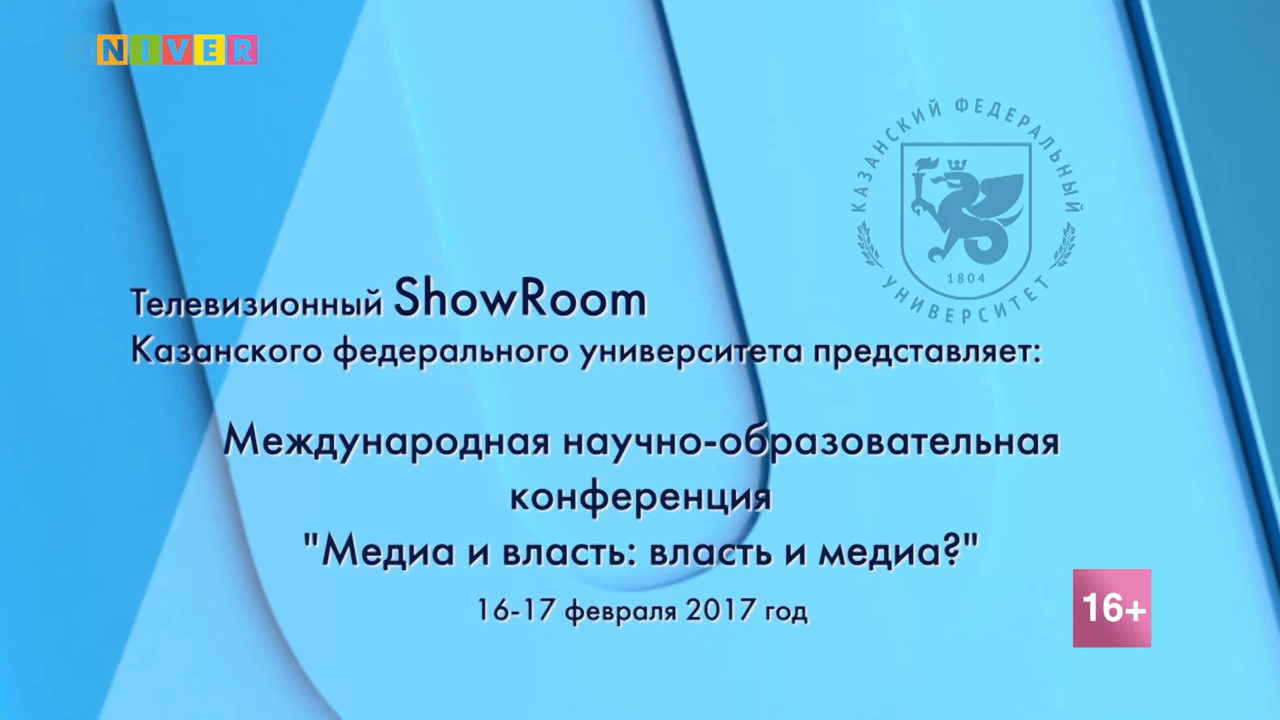 UNIVER
КАЗАНСКИЙ ФЕДЕРАЛЬНЫЙ
1804
УНИВЕРСИТЕТ
Телевизионный ShowRoom
Казанского федерального университета представляет:
Международная научно-образовательная
конференция
"Медиа и власть: власть и медиа?"
16-17 февраля 2017 год
16+